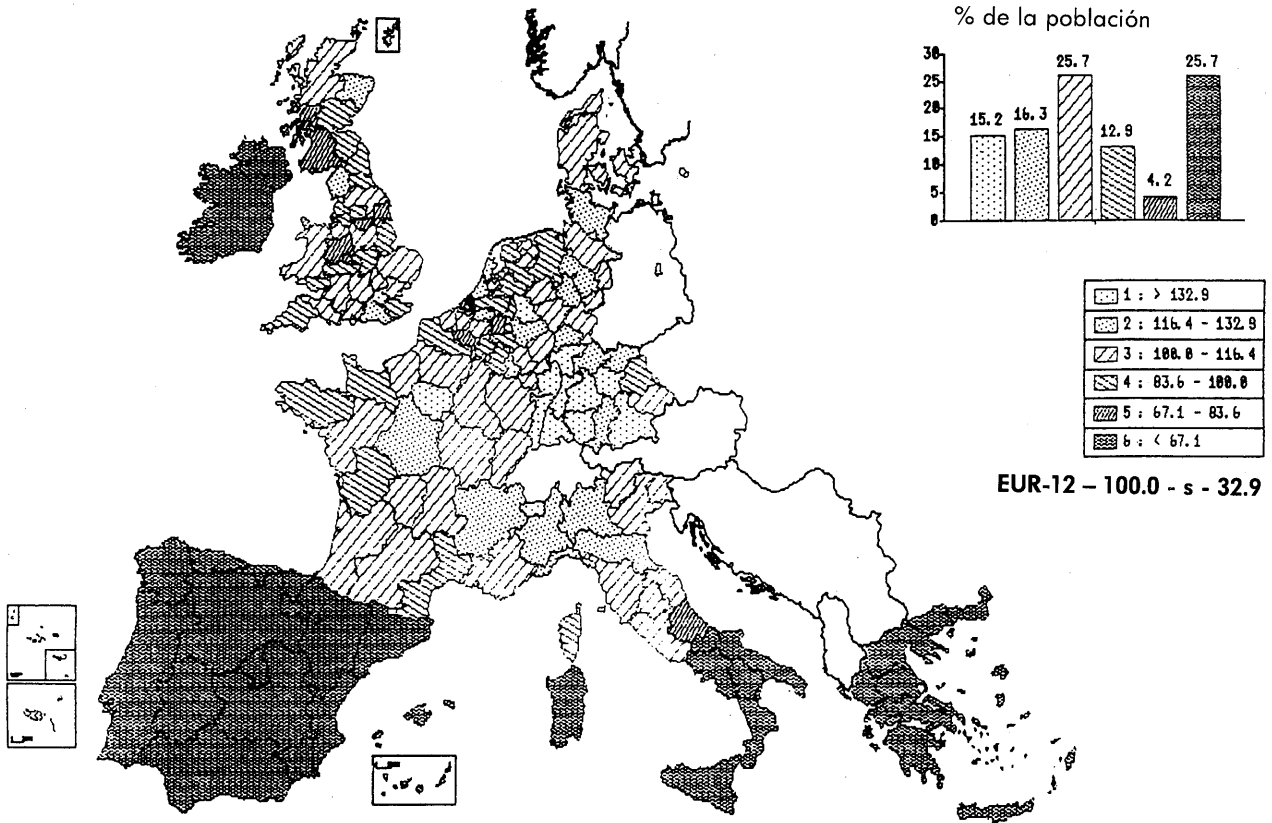 % de la población
30
25
20
15
10
5
0
15.2
16.3
25.7
12.9
4.2
25.7
1 : > 132.9
2 : 116.4 - 132.9
3 : 100.0 - 116.4
4 : 83.6 - 100.0
5 : 67.1 - 83.6
6 : < 67.1
EUR-12 – 100.0 - s - 32.9